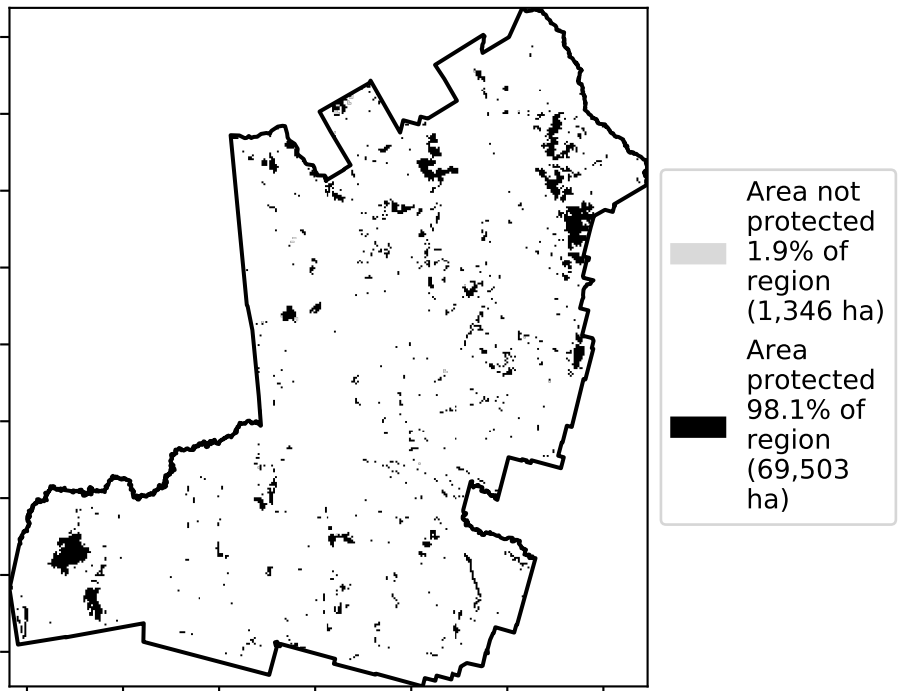 Area not
protected
1.9% of
region
(1,346 ha)
Area
protected
98.1% of
region
(69,503
ha)